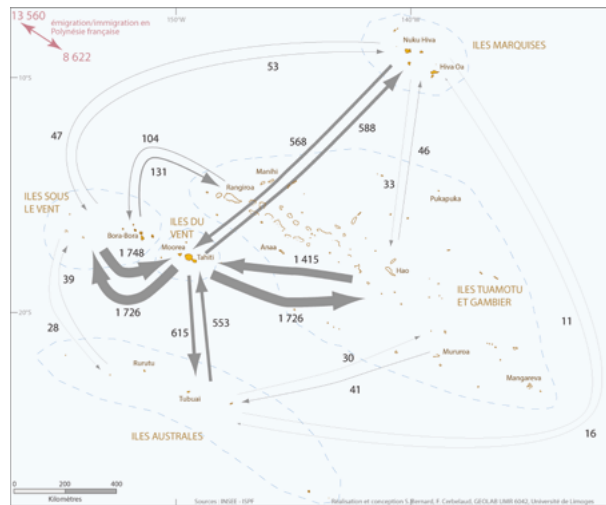 13 560
émigration/immigration en
Polynésie française
8 622
150°W
140°W
10°S
20°S
ILES MARQUISES
Nuku Hiva
Hiva Oa
53
47
104
131
568
588
46
33
Manihi
Rangiroa
Pukapuka
ILES SOUS
LE VENT
ILES DU
VENT
Bora-Bora
Moorea
Tahiti
Anaa
Hao
1 748
1 415
1 726
1 726
ILES TUAMOTU
ET GAMBIER
39
28
615
553
30
41
11
16
Rurutu
Tubuai
Mururoa
Mangareva
ILES AUSTRALES
0 200 400
Kilomètres
Sources : INSEE - ISPF
Réalisation et conception S. Bernard, F. Cerbelaud, GEOLAB UMR 6042, Université de Limoges